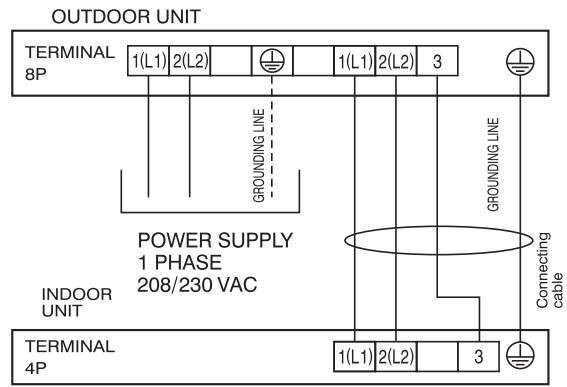 OUTDOOR UNIT
TERMINAL
8P
1(L1) 2(L2) 1(L1) 2(L2) 3
GROUNDING LINE
GROUNDING LINE
POWER SUPPLY
1 PHASE
208/230 VAC
Connecting
cable
INDOOR
UNIT
TERMINAL
4P
1(L1) 2(L2) 3